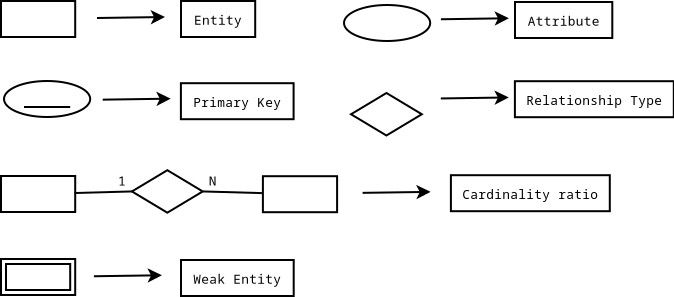 Entity
Attribute
Primary Key
Relationship Type
1
N
Cardinality ratio
Weak Entity